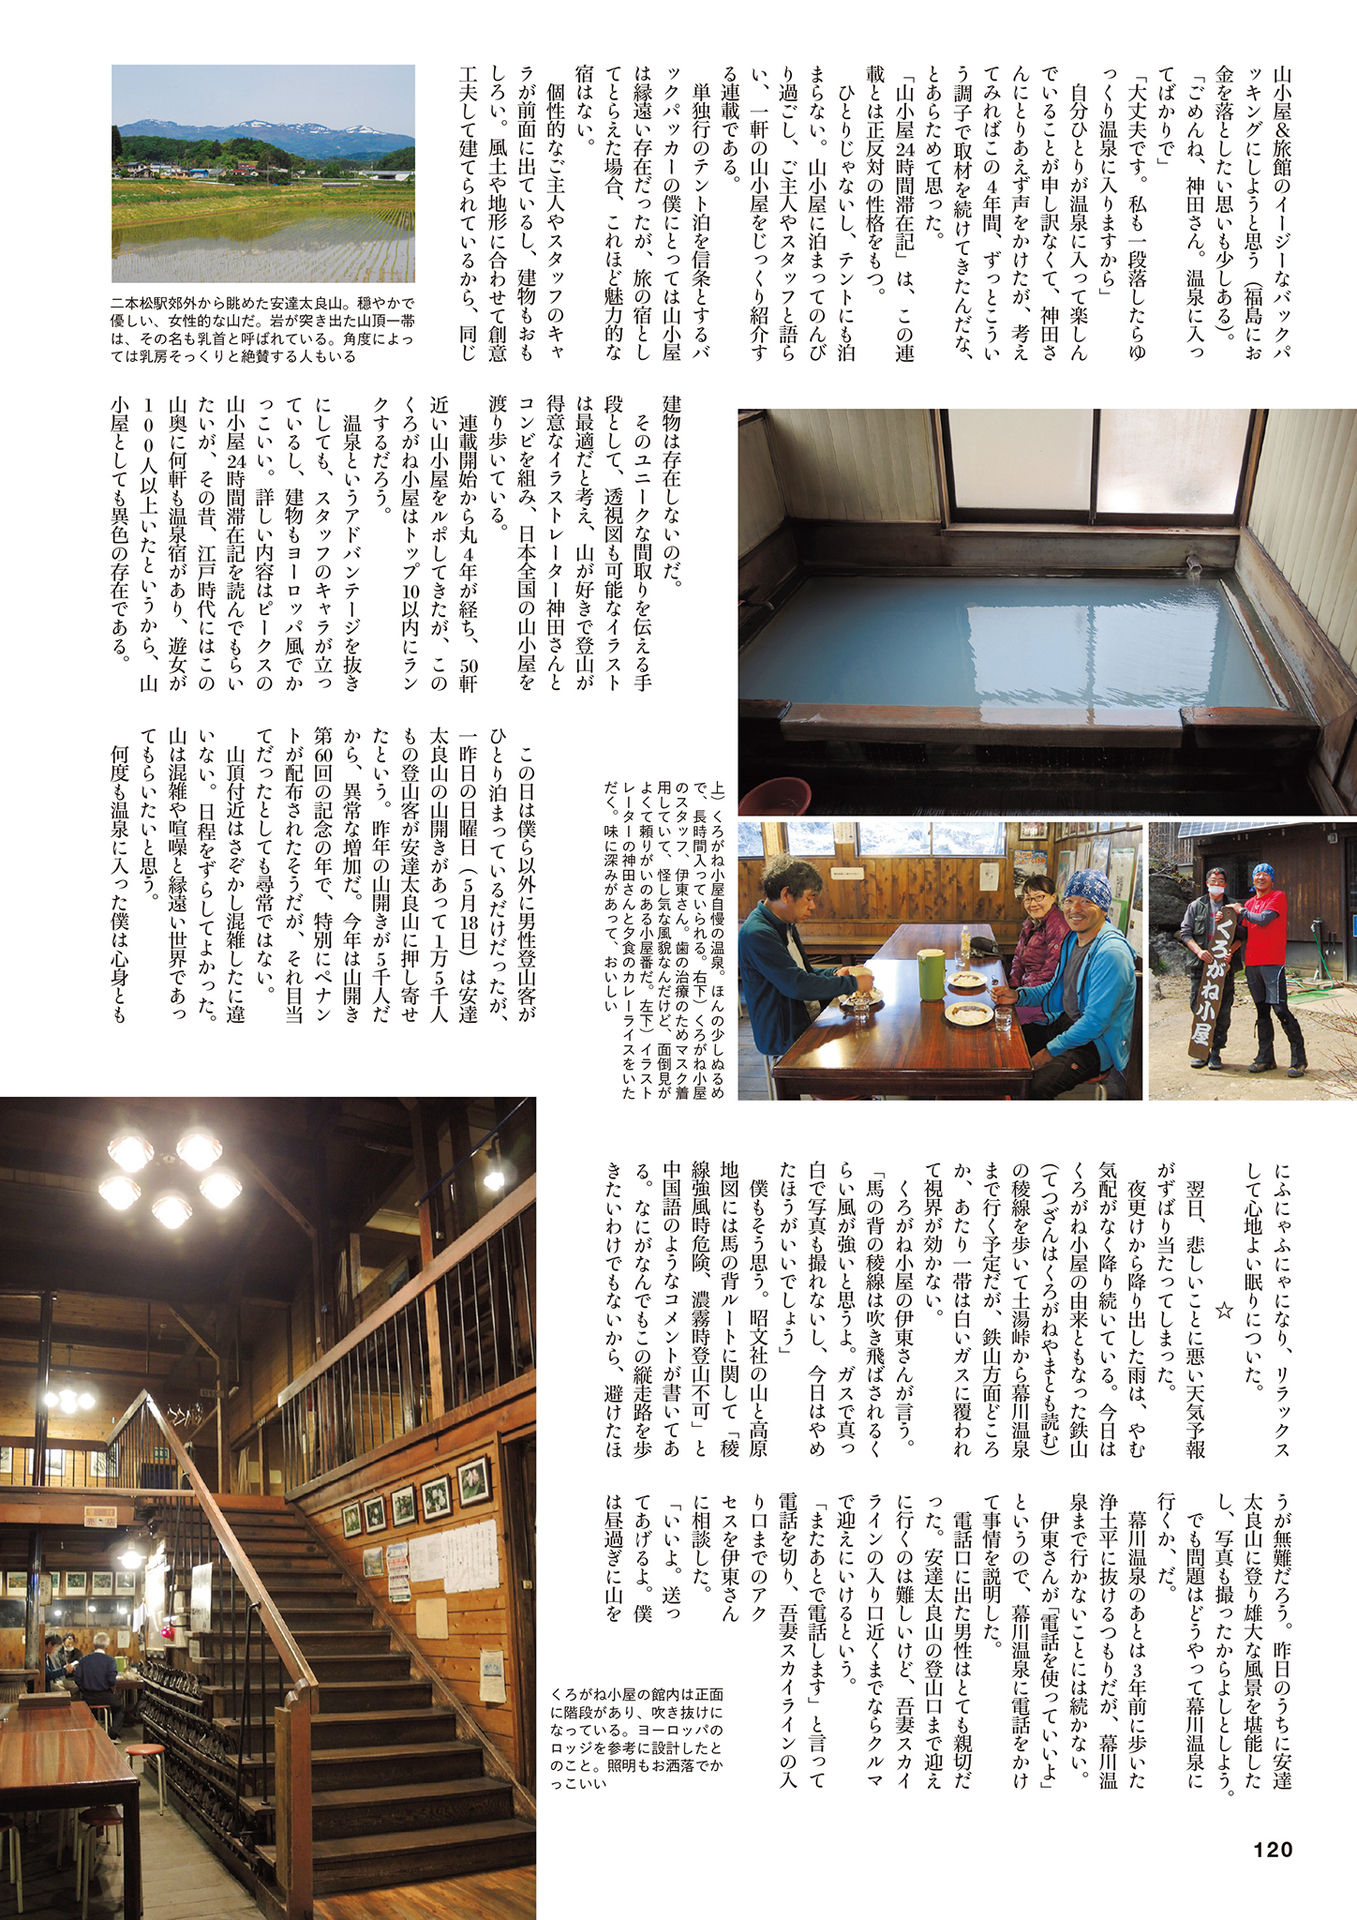 山小屋&旅館のイージーなバックパ
ッキングにしようと思う（福島にお
金を落としたい思いも少しある）。
「ごめんね、神田さん。温泉に入っ
てばかりで」
「大丈夫です。私も一段落したらゆ
っくり温泉に入りますから」
自分ひとりが温泉に入って楽しん
でいることが申し訳なくて、神田さ
んにとりあえず声をかけたが、考え
てみればこの4年間、ずっとこうい
う調子で取材を続けてきたんだな、
とあらためて思った。
「山小屋24時間滞在記」は、この連
載とは正反対の性格をもつ。
ひとりじゃないし、テントにも泊
まらない。山小屋に泊まってのんび
り過ごし、ご主人やスタッフと語ら
い、一軒の山小屋をじっくり紹介す
る連載である。
単独行のテント泊を信条とするバ
ックパッカーの僕にとっては山小屋
は縁遠い存在だったが、旅の宿とし
てとらえた場合、これほど魅力的な
宿はない。
個性的なご主人やスタッフのキャ
ラが前面に出ているし、建物もおも
しろい。風土や地形に合わせて創意
工夫して建てられているから、同じ
二本松駅郊外から眺めた安達太良山。穏やかで
優しい、女性的な山だ。岩が突き出た山頂一帯
は、その名も乳首と呼ばれている。角度によっ
ては乳房そっくりと絶賛する人もいる
建物は存在しないのだ。
そのユニークな間取りを伝える手
段として、透視図も可能なイラスト
は最適だと考え、山が好きで登山が
得意なイラストレーター神田さんと
コンビを組み、日本全国の山小屋を
渡り歩いている。
連載開始から丸4年が経ち、50軒
近い山小屋をルポしてきたが、この
くろがね小屋はトップ10以内にラン
クするだろう。
温泉というアドバンテージを抜き
にしても、スタッフのキャラが立っ
ているし、建物もヨーロッパ風でか
っこいい。詳しい内容はピークスの
山小屋24時間滞在記を読んでもらい
たいが、その昔、江戸時代にはこの
山奥に何軒も温泉宿があり、遊女が
100人以上いたというから、山
小屋としても異色の存在である。
上）くろがね小屋自慢の温泉。ほんの少しぬるめ
で、長時間入っていられる。右下）くろがね小屋
のスタッフ、伊東さん。歯の治療のためマスク着
用していて、怪し気な風貌なんだけど、面倒見が
よくて頼りがいのある小屋番だ。左下）イラスト
レーターの神田さんと夕食のカレーライスをいた
だく。味に深みがあって、おいしい
くろがね小屋
この日は僕ら以外に男性登山客が
ひとり泊まっているだけだったが、
一昨日の日曜日（5月18日）は安達
太良山の山開きがあって1万5千人
もの登山客が安達太良山に押し寄せ
たという。昨年の山開きが5千人だ
から、異常な増加だ。今年は山開き
第60回の記念の年で、特別にペナン
トが配布されたそうだが、それ目当
てだったとしても尋常ではない。
山頂付近はさぞかし混雑したに違
いない。日程をずらしてよかった。
山は混雑や喧噪と縁遠い世界であっ
てもらいたいと思う。
何度も温泉に入った僕は心身とも
にふにゃふにゃになり、リラックス
して心地よい眠りについた。
☆
翌日、悲しいことに悪い天気予報
がずばり当たってしまった。
夜更けから降り出した雨は、やむ
気配がなく降り続いている。今日は
くろがね小屋の由来ともなった鉄山
（てつざんはくろがねやまとも読む）
の稜線を歩いて土湯峠から幕川温泉
まで行く予定だが、鉄山方面どころ
か、あたり一帯は白いガスに覆われ
て視界が効かない。
くろがね小屋の伊東さんが言う。
「馬の背の稜線は吹き飛ばされるく
らい風が強いと思うよ。ガスで真っ
白で写真も撮れないし、今日はやめ
たほうがいいでしょう」
僕もそう思う。昭文社の山と高原
地図には馬の背ルートに関して「稜
線強風時危険、濃霧時登山不可」と
中国語のようなコメントが書いてあ
る。なにがなんでもこの縦走路を歩
きたいわけでもないから、避けたほ
うが無難だろう。昨日のうちに安達
太良山に登り雄大な風景を堪能した
し、写真も撮ったからよしとしよう。
でも問題はどうやって幕川温泉に
行くか、だ。
幕川温泉のあとは3年前に歩いた
浄土平に抜けるつもりだが、幕川温
泉まで行かないことには続かない。
伊東さんが「電話を使っていいよ」
というので、幕川温泉に電話をかけ
て事情を説明した。
電話口に出た男性はとても親切だ
った。安達太良山の登山口まで迎え
に行くのは難しいけど、吾妻スカイ
ラインの入り口近くまでならクルマ
で迎えにいけるという。
「またあとで電話します」と言って
電話を切り、吾妻スカイラインの入
り口までのアク
セスを伊東さん
に相談した。
「いいよ。送っ
てあげるよ。僕
は昼過ぎに山を
くろがね小屋の館内は正面
に階段があり、吹き抜けに
なっている。ヨーロッパの
ロッジを参考に設計したと
のこと。照明もお洒落でか
っこいい
120